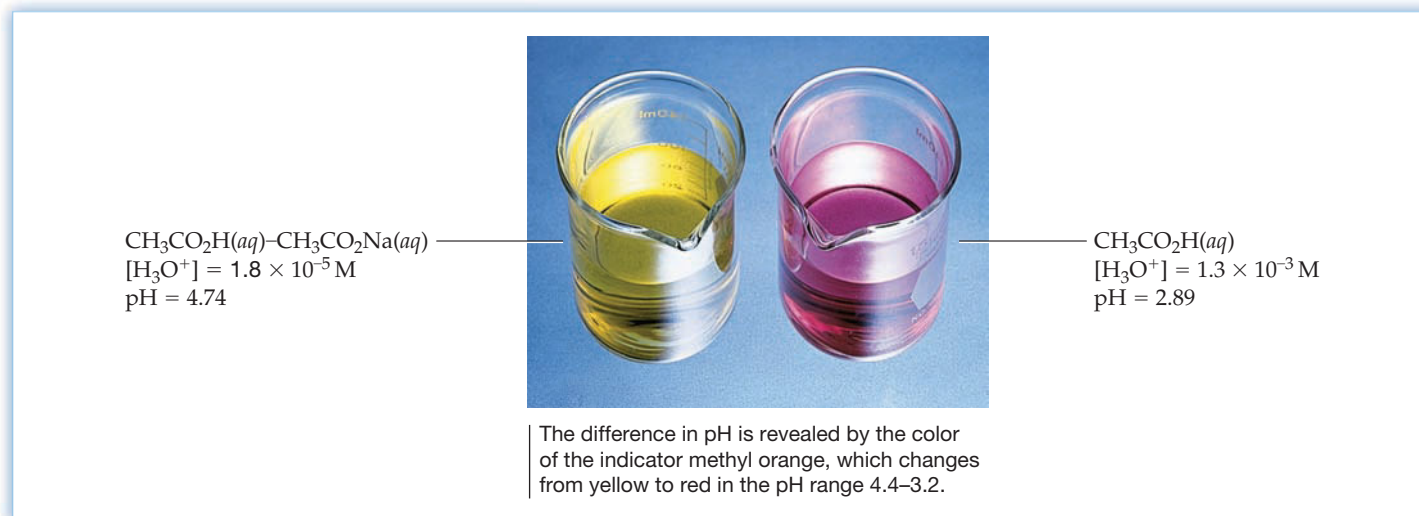 CH₃CO₂H(aq)–CH₃CO₂Na(aq)
[H₃O⁺] = 1.8 × 10⁻⁵ M
pH = 4.74
CH₃CO₂H(aq)
[H₃O⁺] = 1.3 × 10⁻³ M
pH = 2.89
The difference in pH is revealed by the color
of the indicator methyl orange, which changes
from yellow to red in the pH range 4.4–3.2.